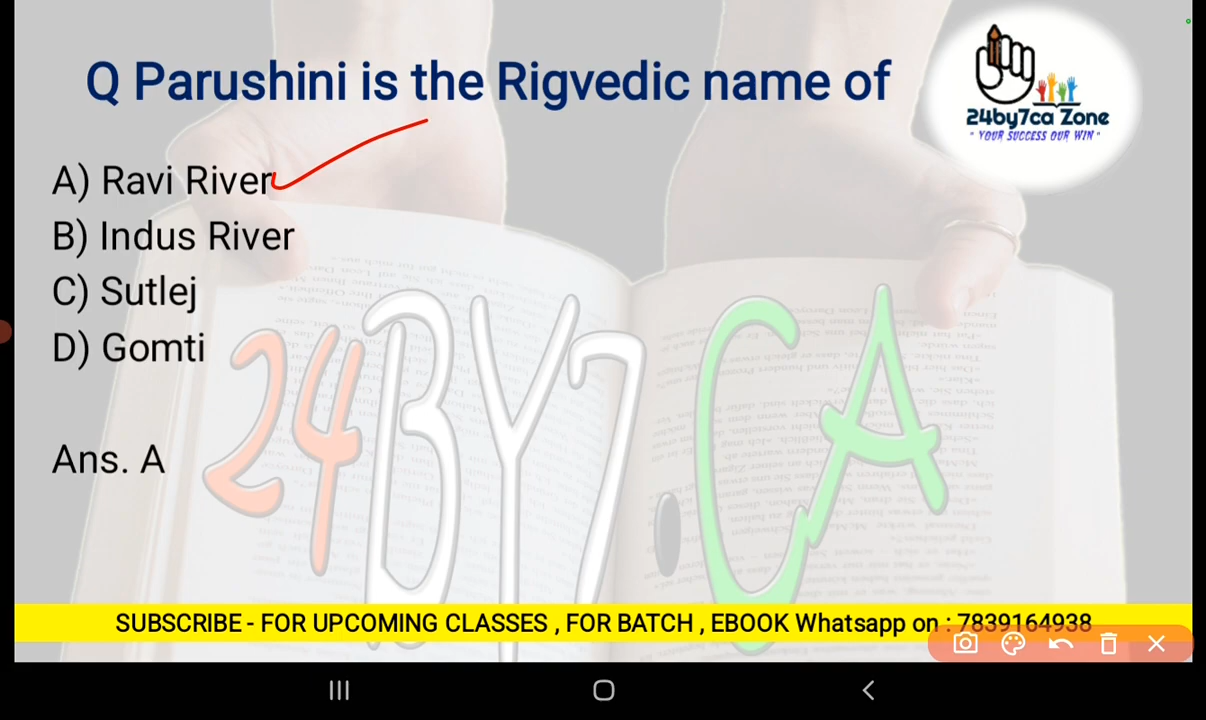 Q Parushini is the Rigvedic name of
24by7ca Zone
" YOUR SUCCESS OUR WIN "
A) Ravi River
B) Indus River
C) Sutlej
D) Gomti
Ans. A
24BY7.CA
SUBSCRIBE - FOR UPCOMING CLASSES , FOR BATCH , EBOOK Whatsapp on : 7839164938